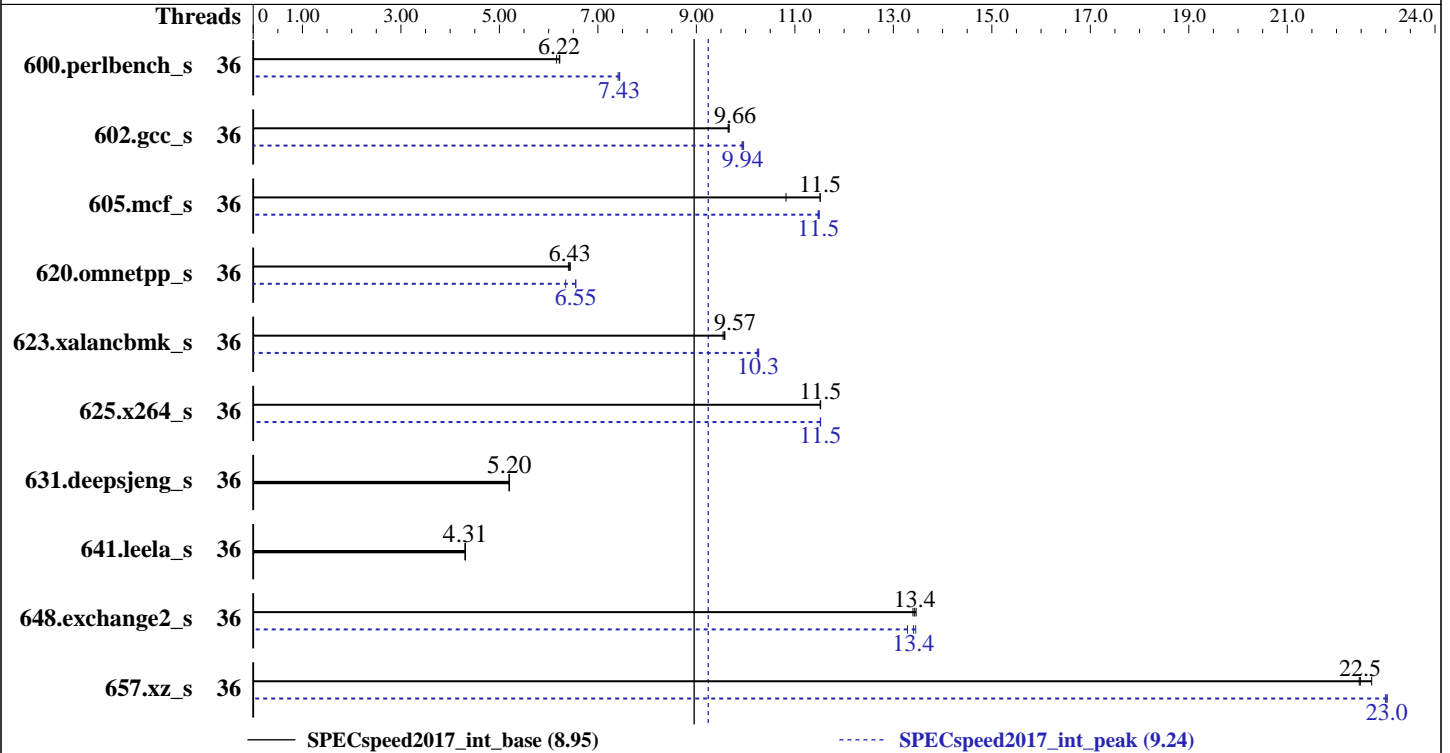 Threads 0 1.00 3.00 5.00 7.00 9.00 11.0 13.0 15.0 17.0 19.0 21.0 24.0
6.22
600.perlbench_s 36
7.43
9.66
602.gcc_s 36
9.94
11.5
605.mcf_s 36
11.5
6.43
620.omnetpp_s 36
6.55
9.57
623.xalancbmk_s 36
10.3
11.5
625.x264_s 36
11.5
5.20
631.deepsjeng_s 36
4.31
641.leela_s 36
13.4
648.exchange2_s 36
13.4
22.5
657.xz_s 36
23.0
SPECspeed2017_int_base (8.95) SPECspeed2017_int_peak (9.24)